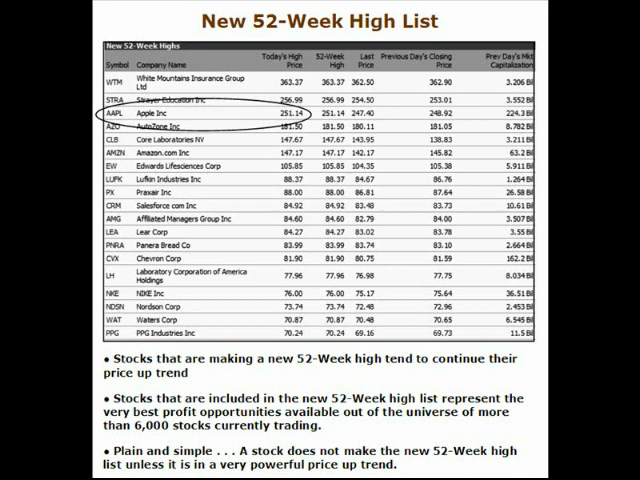 New 52-Week High List
New 52-Week Highs
Symbol Company Name Today's High Price 52-Week High Last Price Previous Day's Closing Price Prev Day's Mkt Capitalization
WTM White Mountains Insurance Group Ltd 363.37 363.37 362.50 362.90 3.206 Bil
STRA Strayer Education Inc 256.99 256.99 254.50 253.01 3.552 Bil
AAPL Apple Inc 251.14 251.14 247.40 248.92 224.3 Bil
AZO AutoZone Inc 181.50 181.50 180.11 181.05 8.782 Bil
CLB Core Laboratories NV 147.67 147.67 143.95 138.83 3.211 Bil
AMZN Amazon.com Inc 147.17 147.17 142.17 145.82 63.2 Bil
EW Edwards Lifesciences Corp 105.85 105.85 104.35 105.38 5.911 Bil
LUFK Lufkin Industries Inc 88.37 88.37 84.67 86.76 1.264 Bil
PX Praxair Inc 88.00 88.00 86.81 87.64 26.58 Bil
CRM Salesforce com Inc 84.92 84.92 83.48 83.73 10.61 Bil
AMG Affiliated Managers Group Inc 84.60 84.60 82.79 84.00 3.507 Bil
LEA Lear Corp 84.27 84.27 83.02 83.78 3.55 Bil
PNRA Panera Bread Co 83.99 83.99 83.74 83.10 2.664 Bil
CVX Chevron Corp 81.90 81.90 80.75 81.59 162.2 Bil
LH Laboratory Corporation of America Holdings 77.96 77.96 76.98 77.75 8.034 Bil
NKE NIKE Inc 76.00 76.00 75.17 75.64 36.51 Bil
NDSN Nordson Corp 73.74 73.74 72.48 72.96 2.453 Bil
WAT Waters Corp 70.87 70.87 70.48 70.65 6.545 Bil
PPG PPG Industries Inc 70.24 70.24 69.16 69.73 11.5 Bil
● Stocks that are making a new 52-Week high tend to continue their
price up trend
● Stocks that are included in the new 52-Week high list represent the
very best profit opportunities available out of the universe of more
than 6,000 stocks currently trading.
● Plain and simple . . . A stock does not make the new 52-Week high
list unless it is in a very powerful price up trend.